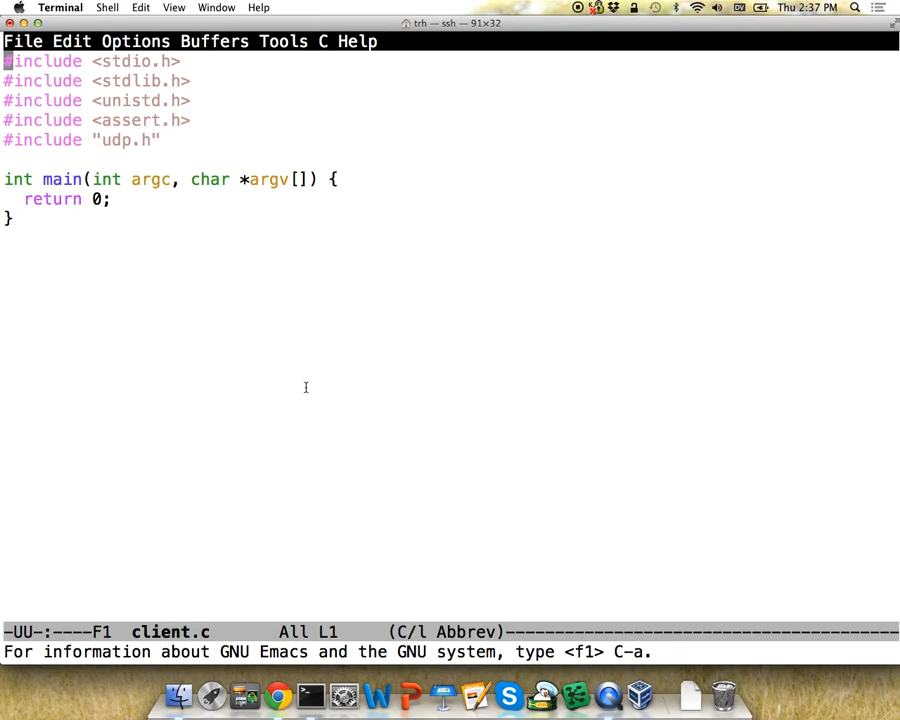 Terminal Shell Edit View Window Help Thu 2:37 PM
trh — ssh — 91×32
File Edit Options Buffers Tools C Help
#include <stdio.h>
#include <stdlib.h>
#include <unistd.h>
#include <assert.h>
#include "udp.h"
int main(int argc, char *argv[]) {
return 0;
}
-UU-:----F1 client.c All L1 (C/l Abbrev)----------------------------------------
For information about GNU Emacs and the GNU system, type <f1> C-a.